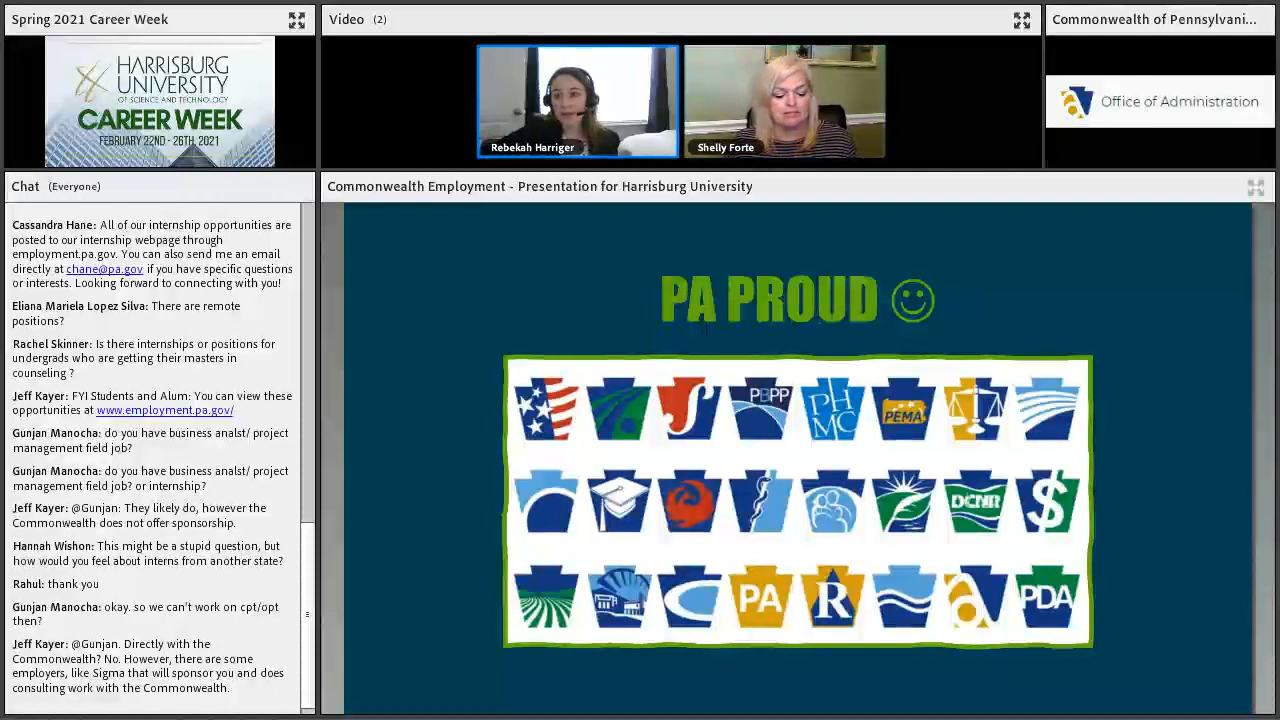 Spring 2021 Career Week
HARRISBURG
UNIVERSITY
OF SCIENCE AND TECHNOLOGY
CAREER WEEK
FEBRUARY 22ND - 26TH, 2021
Video (2)
Rebekah Harriger
Shelly Forte
Commonwealth of Pennsylvani...
Office of Administration
Chat (Everyone)
Cassandra Hane: All of our internship opportunities are
posted to our internship webpage through
employment.pa.gov. You can also send me an email
directly at chane@pa.gov if you have specific questions
or interests. Looking forward to connecting with you!
Eliana Mariela Lopez Silva: There are remote
positions?
Rachel Skinner: Is there internships or positions for
undergrads who are getting their masters in
counseling ?
Jeff Kayer: FYI Students and Alum: You can view these
opportunities at www.employment.pa.gov/
Gunjan Manocha: do you have business analst/ project
management field job?
Gunjan Manocha: do you have business analst/ project
management field job? or internship?
Jeff Kayer: @Gunjan. They likely do, however the
Commonwealth does not offer sponsorship.
Hannah Wishon: This might be a stupid question, but
how would you feel about interns from another state?
Rahul: thank you
Gunjan Manocha: okay. so we can't work on cpt/opt
then?
Jeff Kayer: @Gunjan. Directly with the
Commonwealth? No. However, there are some
employers, like Sigma that will sponsor you and does
consulting work with the Commonwealth.
Commonwealth Employment - Presentation for Harrisburg University
PA PROUD ☺
PBPP
PH
MC
PEMA
DCNR
$
PA
R
a
PDA